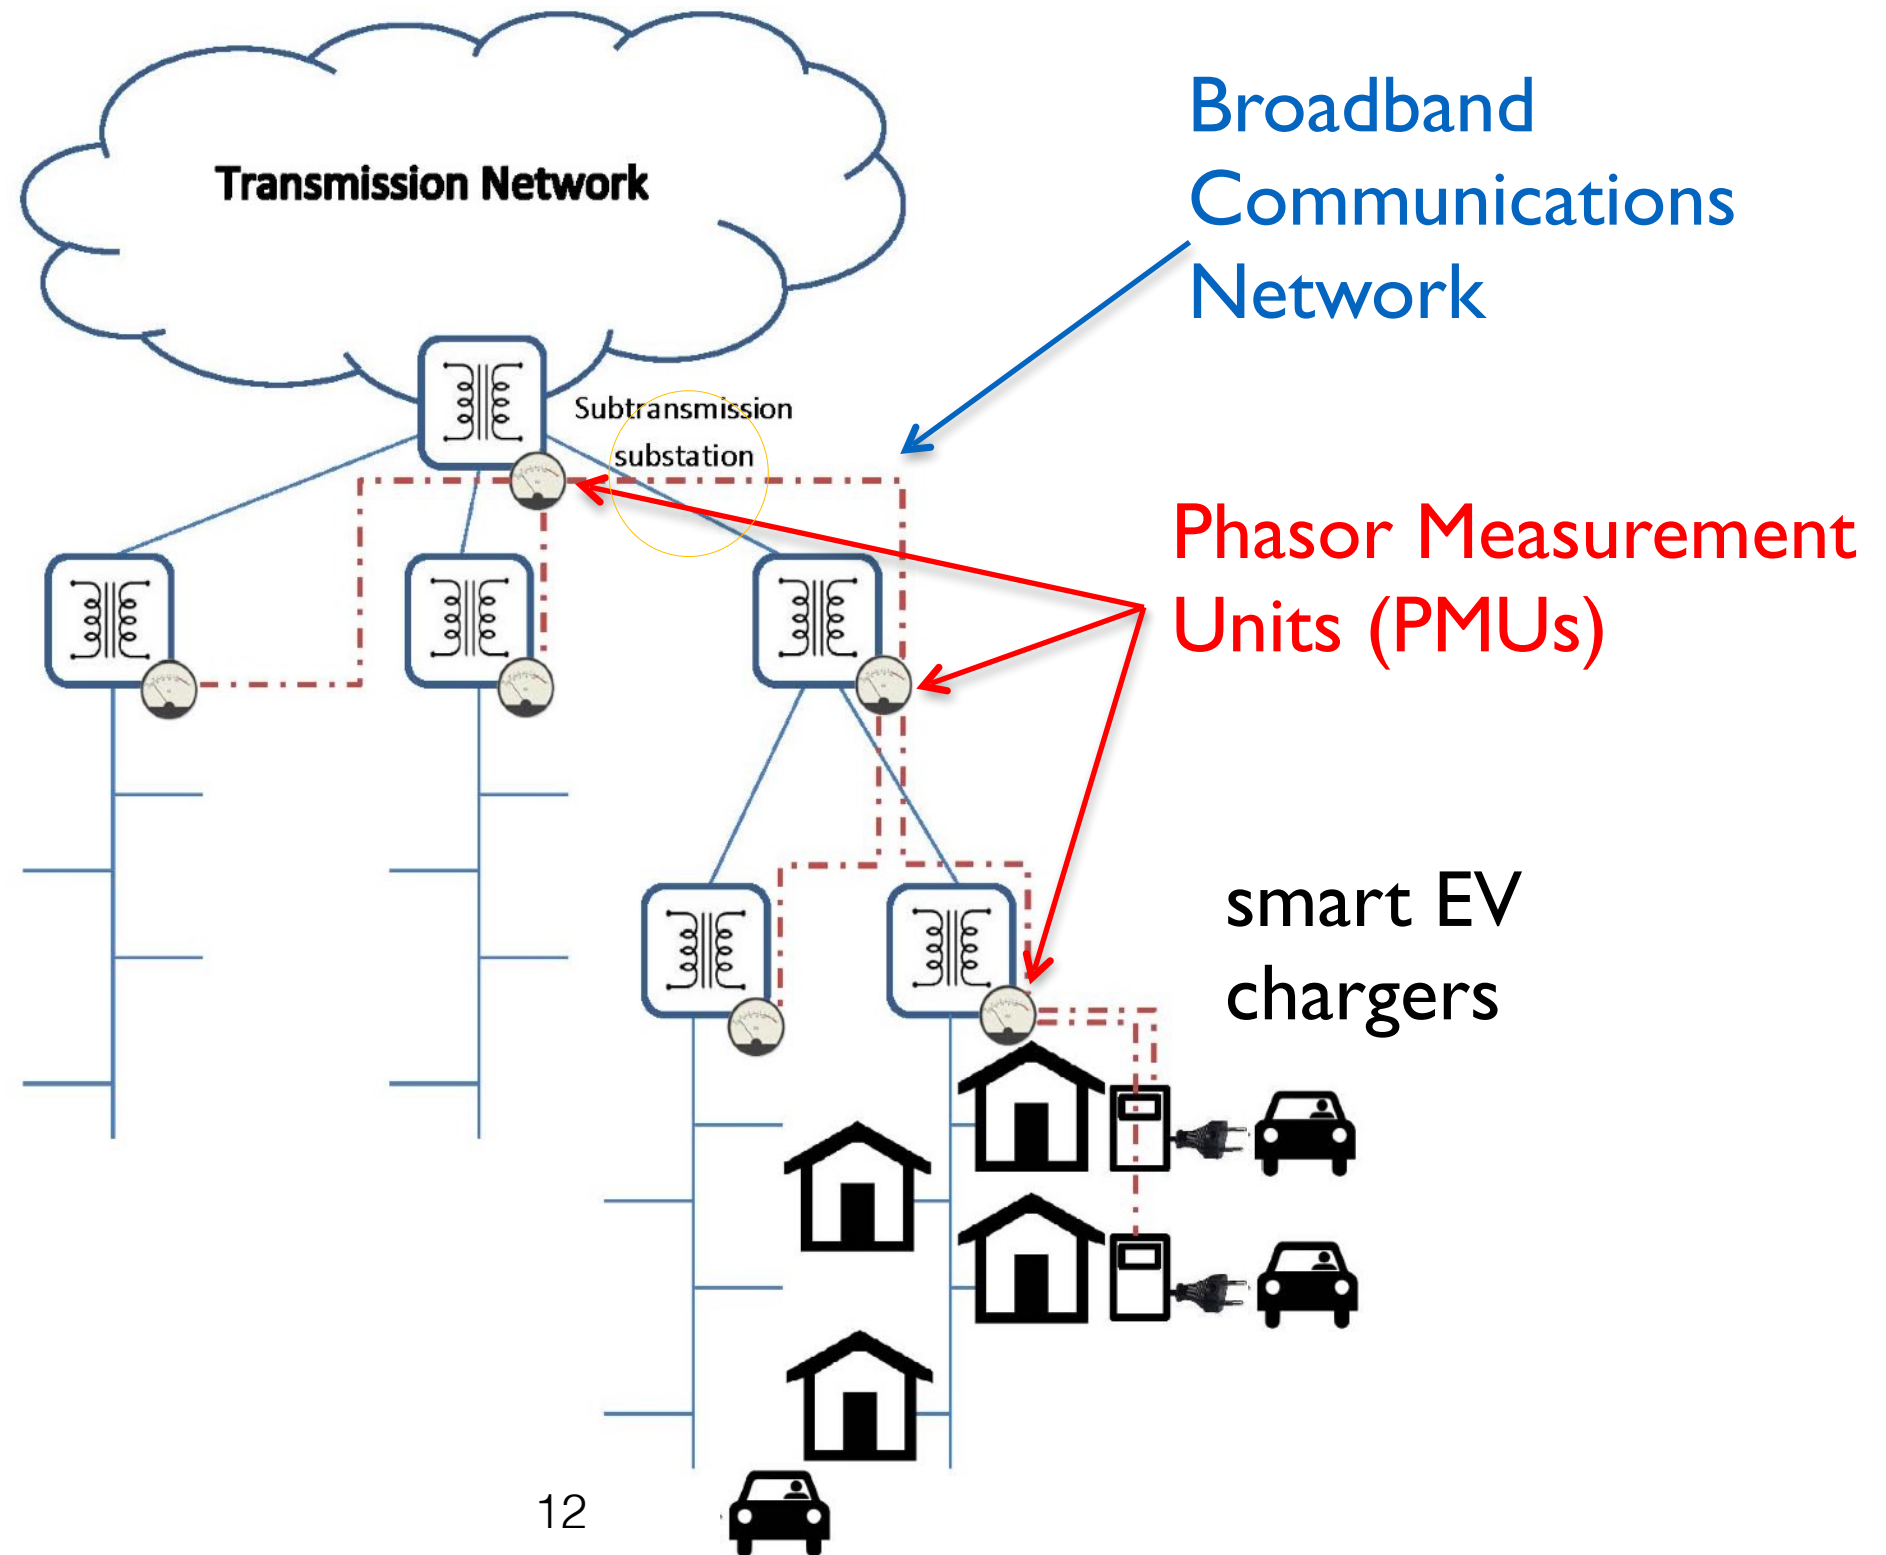 Transmission Network
Broadband
Communications
Network
Subtransmission
substation
Phasor Measurement
Units (PMUs)
smart EV
chargers
12